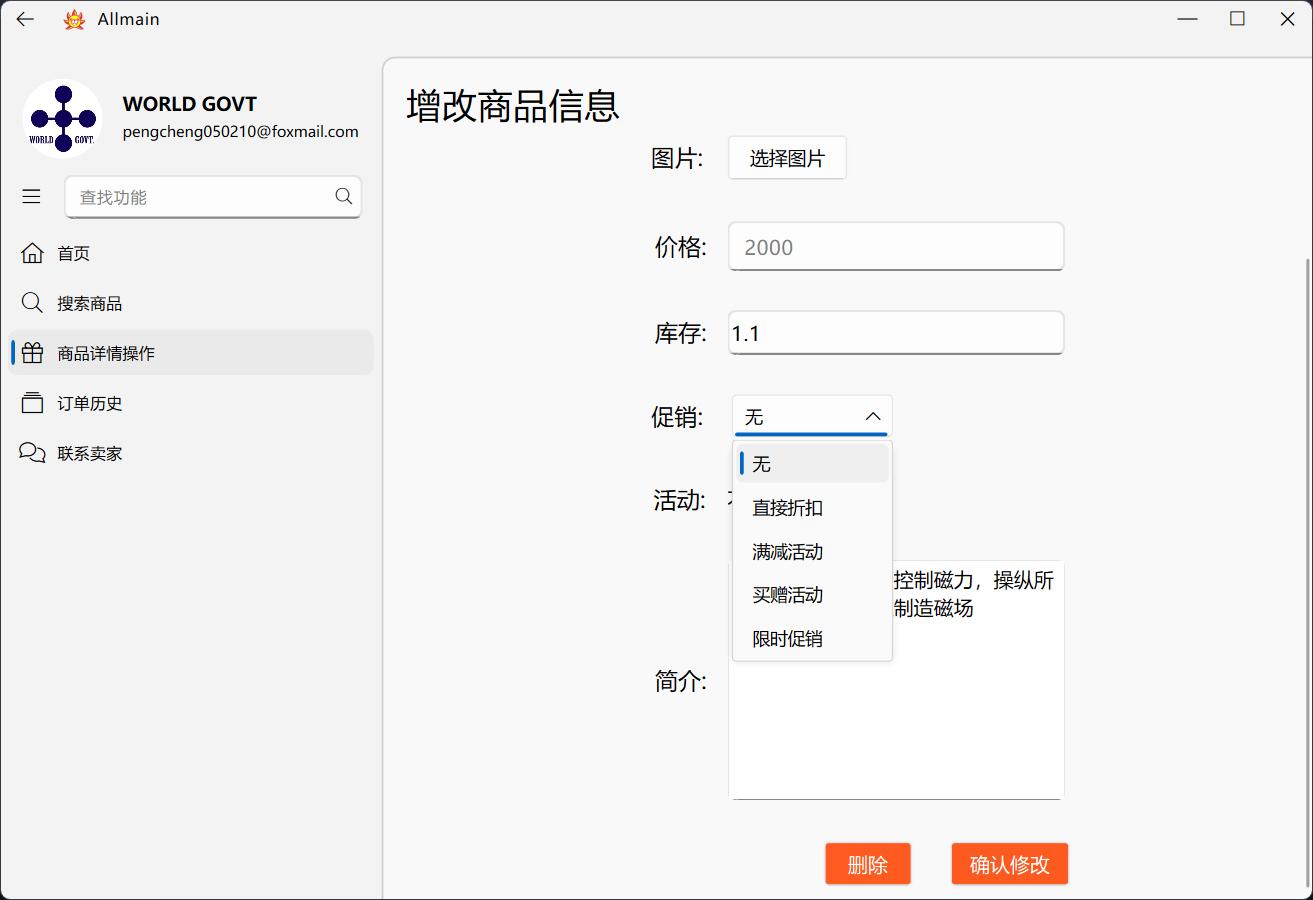 Allmain
WORLD GOVT
pengcheng050210@foxmail.com
WORLD GOVT.
查找功能
首页
搜索商品
商品详情操作
订单历史
联系卖家
增改商品信息
图片:
选择图片
价格:
2000
库存:
1.1
促销:
无
无
直接折扣
满减活动
买赠活动
限时促销
活动:
控制磁力，操纵所
制造磁场
简介:
删除
确认修改